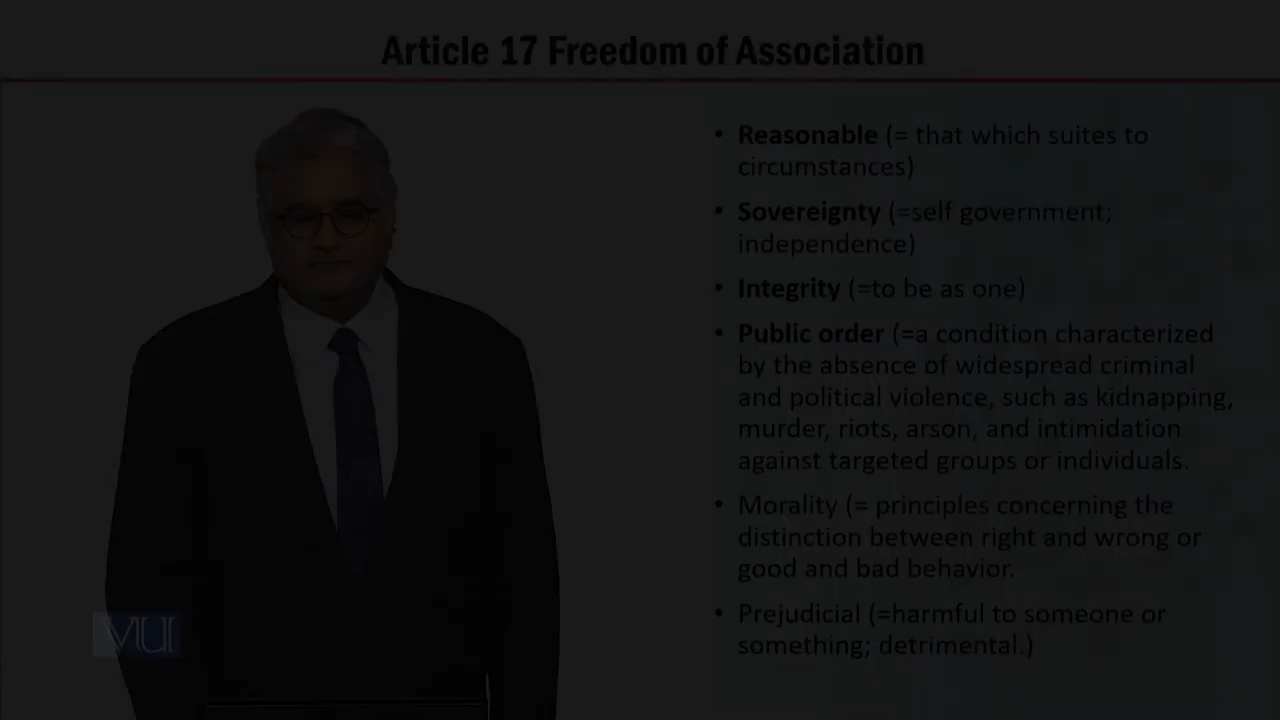 Article 17 Freedom of Association
• Reasonable (= that which suites to
circumstances)
• Sovereignty (=self government;
independence)
• Integrity (=to be as one)
• Public order (=a condition characterized
by the absence of widespread criminal
and political violence, such as kidnapping,
murder, riots, arson, and intimidation
against targeted groups or individuals.
• Morality (= principles concerning the
distinction between right and wrong or
good and bad behavior.
• Prejudicial (=harmful to someone or
something; detrimental.)
VU